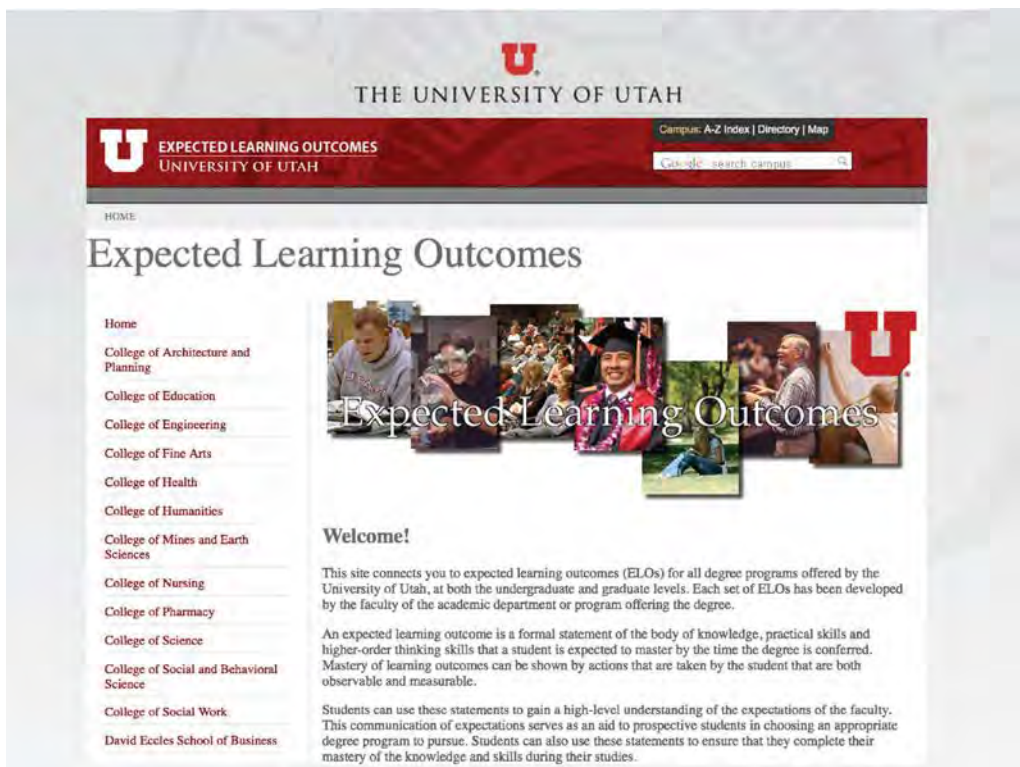 U
THE UNIVERSITY OF UTAH
U
EXPECTED LEARNING OUTCOMES
UNIVERSITY OF UTAH
Campus: A-Z Index | Directory | Map
Google search campus
HOME
Expected Learning Outcomes
Home
College of Architecture and
Planning
College of Education
College of Engineering
College of Fine Arts
College of Health
College of Humanities
College of Mines and Earth
Sciences
College of Nursing
College of Pharmacy
College of Science
College of Social and Behavioral
Science
College of Social Work
David Eccles School of Business
U
Expected Learning Outcomes
Welcome!
This site connects you to expected learning outcomes (ELOs) for all degree programs offered by the
University of Utah, at both the undergraduate and graduate levels. Each set of ELOs has been developed
by the faculty of the academic department or program offering the degree.
An expected learning outcome is a formal statement of the body of knowledge, practical skills and
higher-order thinking skills that a student is expected to master by the time the degree is conferred.
Mastery of learning outcomes can be shown by actions that are taken by the student that are both
observable and measurable.
Students can use these statements to gain a high-level understanding of the expectations of the faculty.
This communication of expectations serves as an aid to prospective students in choosing an appropriate
degree program to pursue. Students can also use these statements to ensure that they complete their
mastery of the knowledge and skills during their studies.